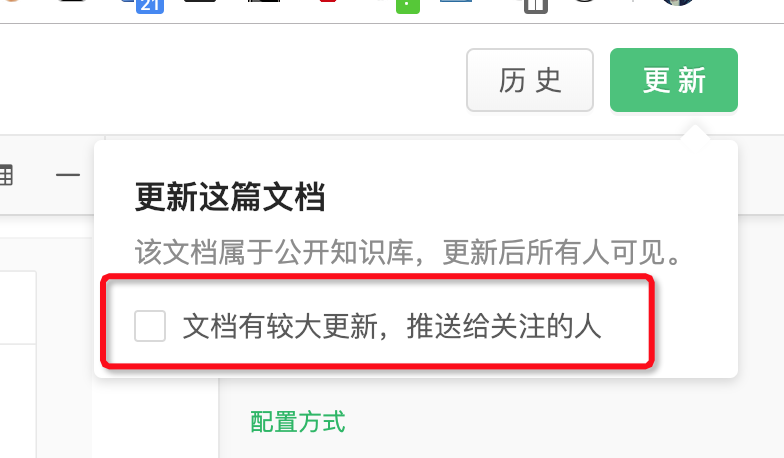 21
历 史
更 新
更新这篇文档
该文档属于公开知识库，更新后所有人可见。
文档有较大更新，推送给关注的人
配置方式